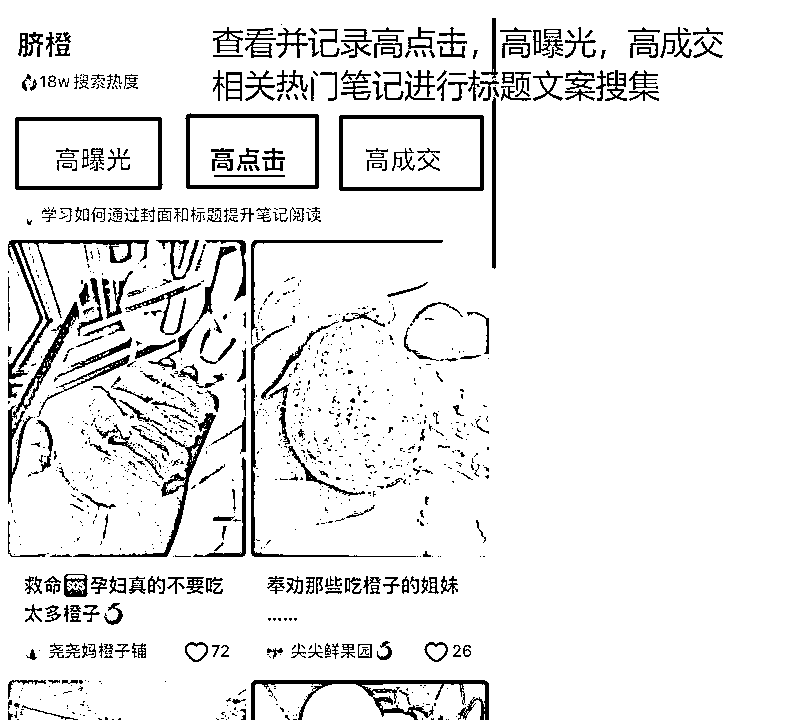 脐橙
查看并记录高点击，高曝光，高成交
18w 搜索热度
相关热门笔记进行标题文案搜集
高曝光
高点击
高成交
学习如何通过封面和标题提升笔记阅读
救命🆘孕妇真的不要吃
太多橙子
奉劝那些吃橙子的姐妹
……
尧尧妈橙子铺
72
尖尖鲜果园
26